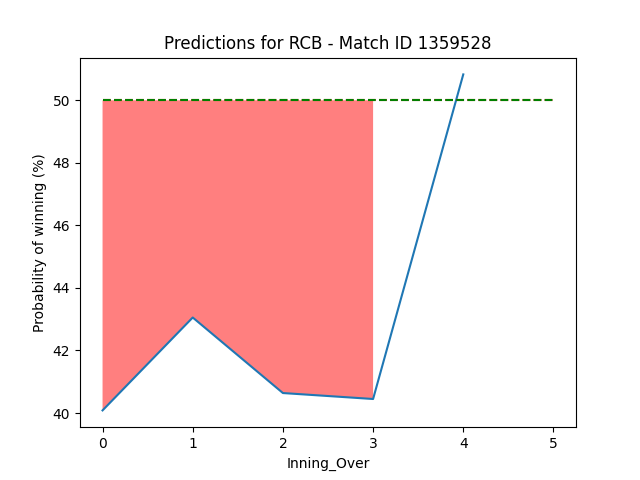 Predictions for RCB - Match ID 1359528
Probability of winning (%)
50
48
46
44
42
40
0 1 2 3 4 5
Inning_Over